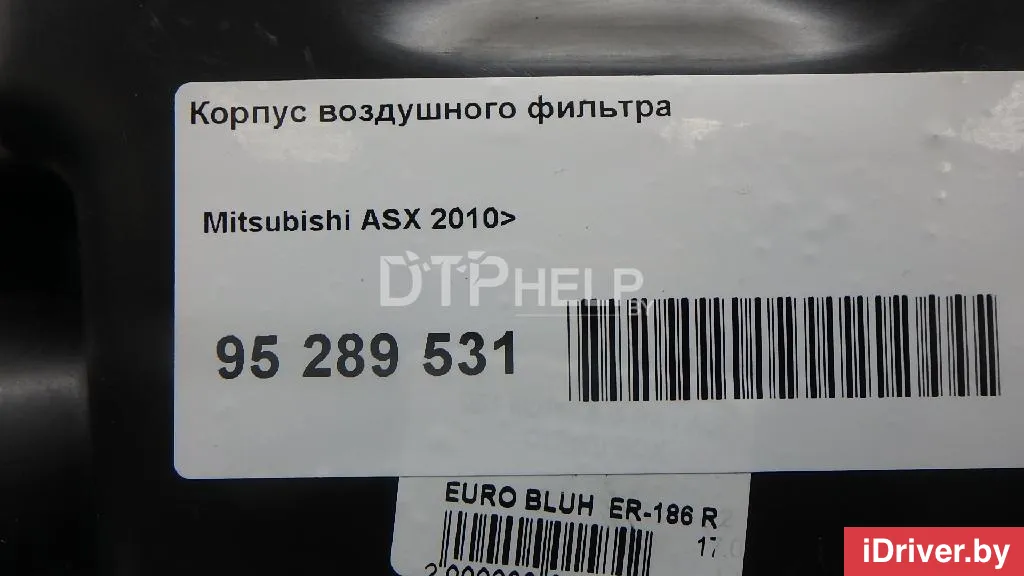 Корпус воздушного фильтра
Mitsubishi ASX 2010>
DTPHELP
BY
95 289 531
EURO BLUH ER-186 R
iDriver.by